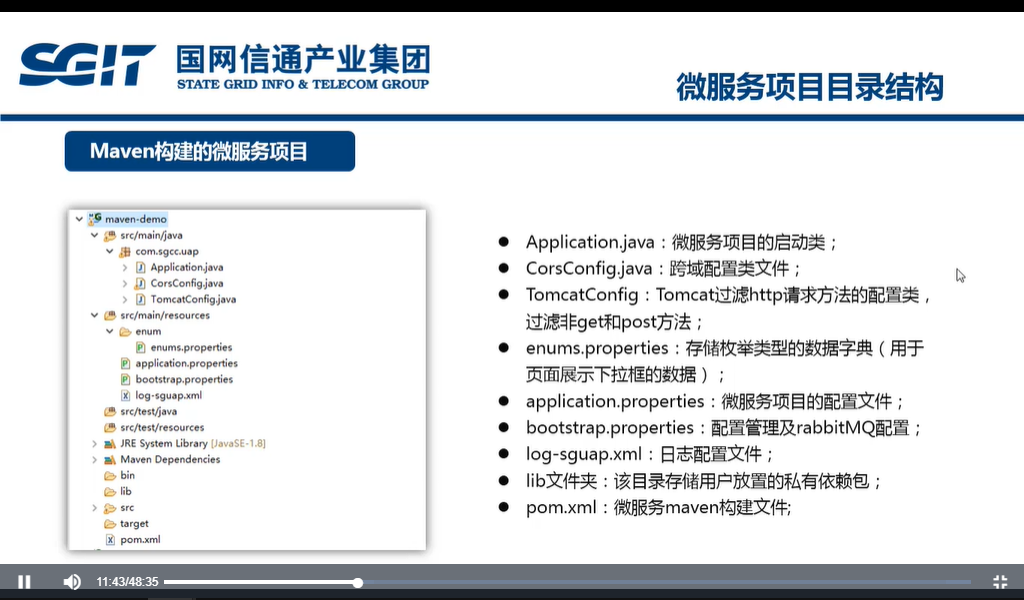 SGIT 国网信通产业集团
STATE GRID INFO & TELECOM GROUP
微服务项目目录结构
Maven构建的微服务项目
maven-demo
src/main/java
com.sgcc.uap
Application.java
CorsConfig.java
TomcatConfig.java
src/main/resources
enum
enums.properties
application.properties
bootstrap.properties
log-sguap.xml
src/test/java
src/test/resources
JRE System Library [JavaSE-1.8]
Maven Dependencies
bin
lib
src
target
pom.xml
● Application.java：微服务项目的启动类；
● CorsConfig.java：跨域配置类文件；
● TomcatConfig：Tomcat过滤http请求方法的配置类，
过滤非get和post方法；
● enums.properties：存储枚举类型的数据字典（用于
页面展示下拉框的数据）；
● application.properties：微服务项目的配置文件；
● bootstrap.properties：配置管理及rabbitMQ配置；
● log-sguap.xml：日志配置文件；
● lib文件夹：该目录存储用户放置的私有依赖包；
● pom.xml：微服务maven构建文件;
11:43/48:35